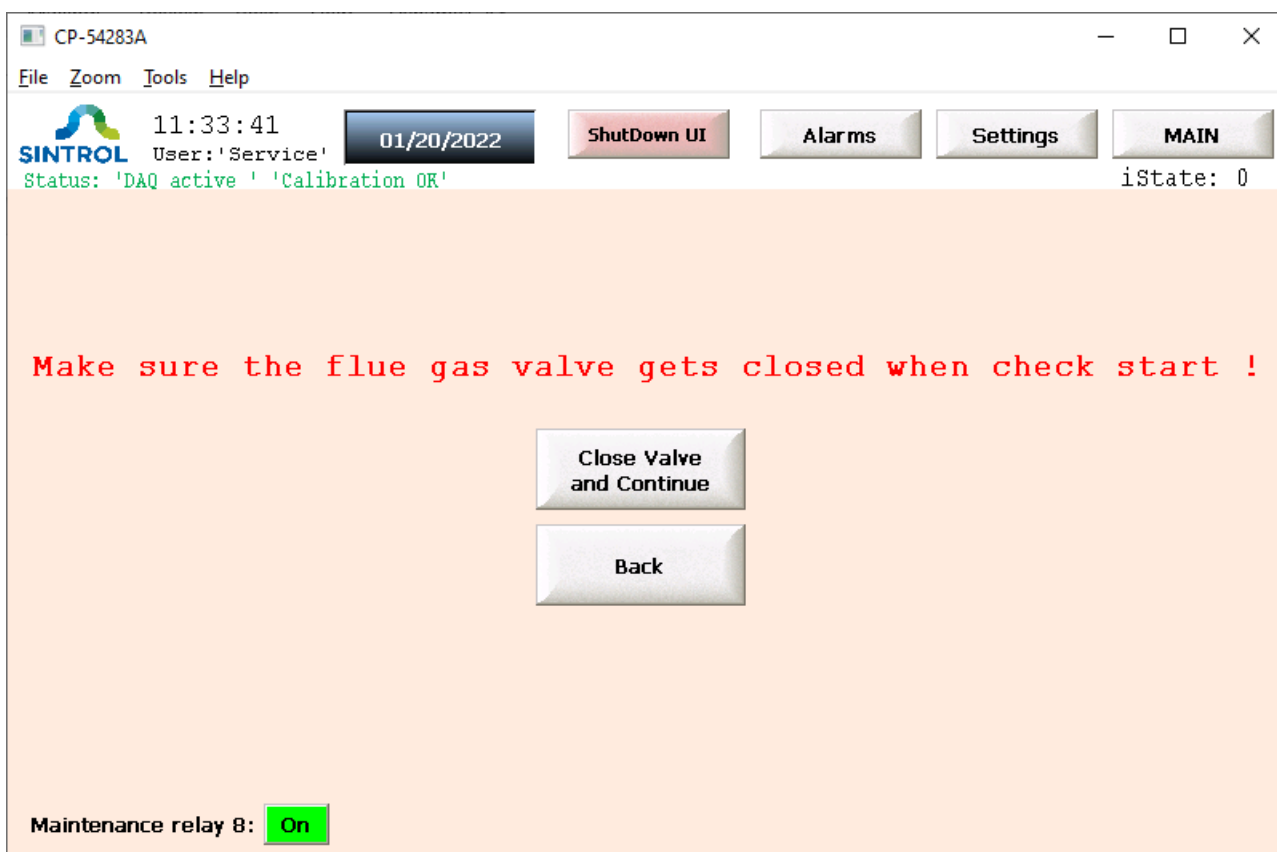 CP-54283A
File Zoom Tools Help
SINTROL
11:33:41
User:'Service'
01/20/2022
ShutDown UI
Alarms
Settings
MAIN
Status: 'DAQ active ' 'Calibration OK'
iState: 0
Make sure the flue gas valve gets closed when check start !
Close Valve
and Continue
Back
Maintenance relay 8: On